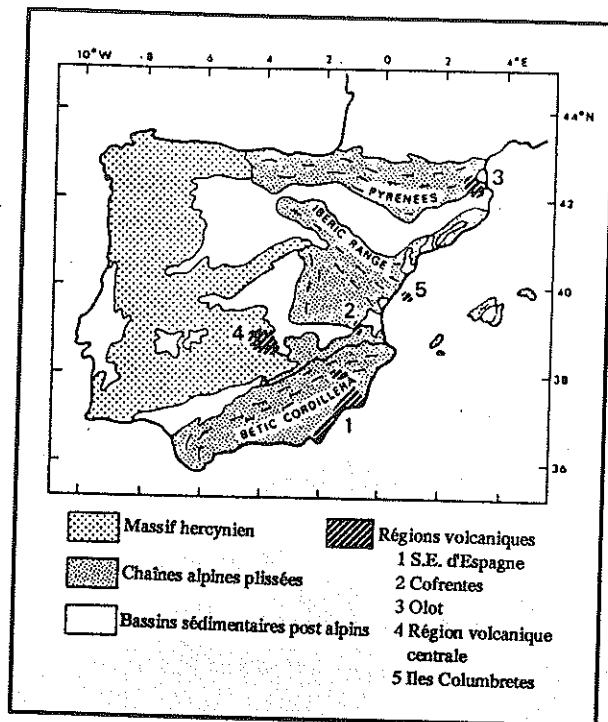 10°W 8 6 4 2 0 2 4°E
44°N
3
PYRENEES
42
IBERIC RANGE
5
40
2
4
38
BETIC CORDILLERA
1
36
Massif hercynien
Chaînes alpines plissées
Bassins sédimentaires post alpins
Régions volcaniques
1 S.E. d'Espagne
2 Cofrentes
3 Olot
4 Région volcanique
centrale
5 Iles Columbretes